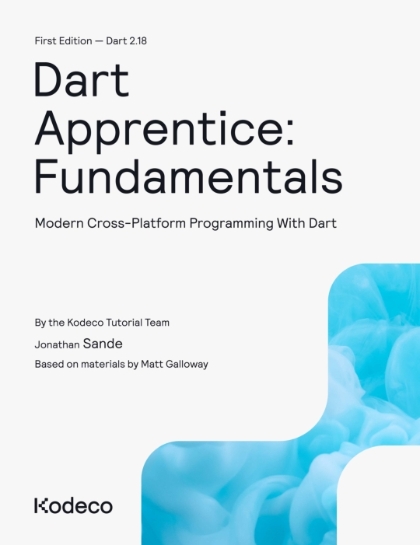 First Edition — Dart 2.18
Dart
Apprentice:
Fundamentals
Modern Cross-Platform Programming With Dart
By the Kodeco Tutorial Team
Jonathan Sande
Based on materials by Matt Galloway
Kodeco